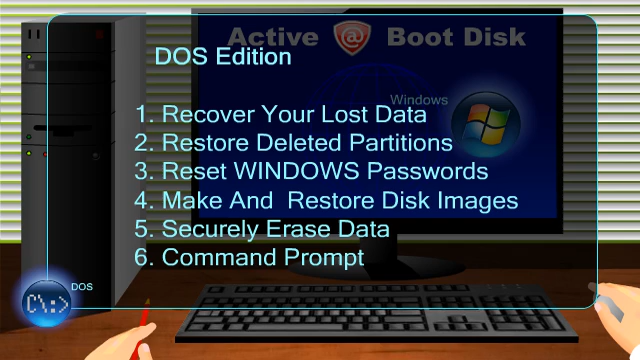 Active @ Boot Disk
DOS Edition
Windows
1. Recover Your Lost Data
2. Restore Deleted Partitions
3. Reset WINDOWS Passwords
4. Make And  Restore Disk Images
5. Securely Erase Data
6. Command Prompt
DOS
C:\>